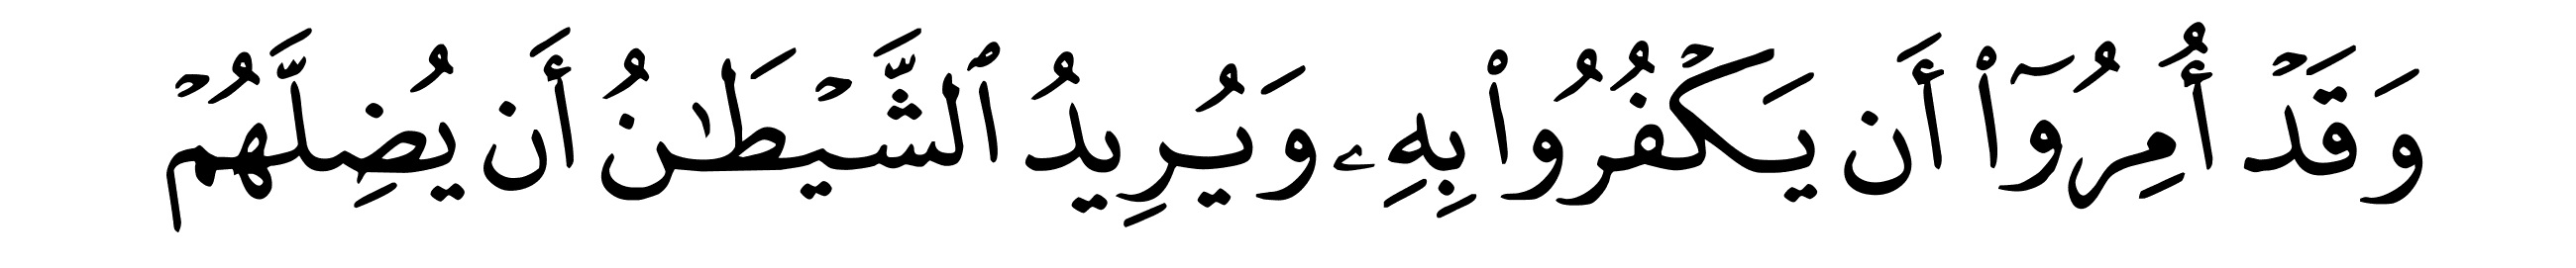 وَقَدۡ أُمِرُوٓاْ أَن يَكۡفُرُواْ بِهِۦ وَيُرِيدُ ٱلشَّيۡطَٰنُ أَن يُضِلَّهُمۡ